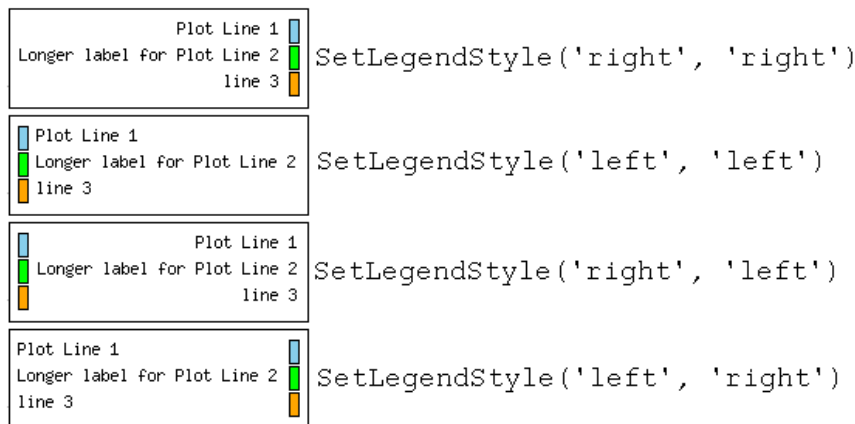 Plot Line 1
Longer label for Plot Line 2
line 3
SetLegendStyle('right', 'right')
Plot Line 1
Longer label for Plot Line 2
line 3
SetLegendStyle('left', 'left')
Plot Line 1
Longer label for Plot Line 2
line 3
SetLegendStyle('right', 'left')
Plot Line 1
Longer label for Plot Line 2
line 3
SetLegendStyle('left', 'right')